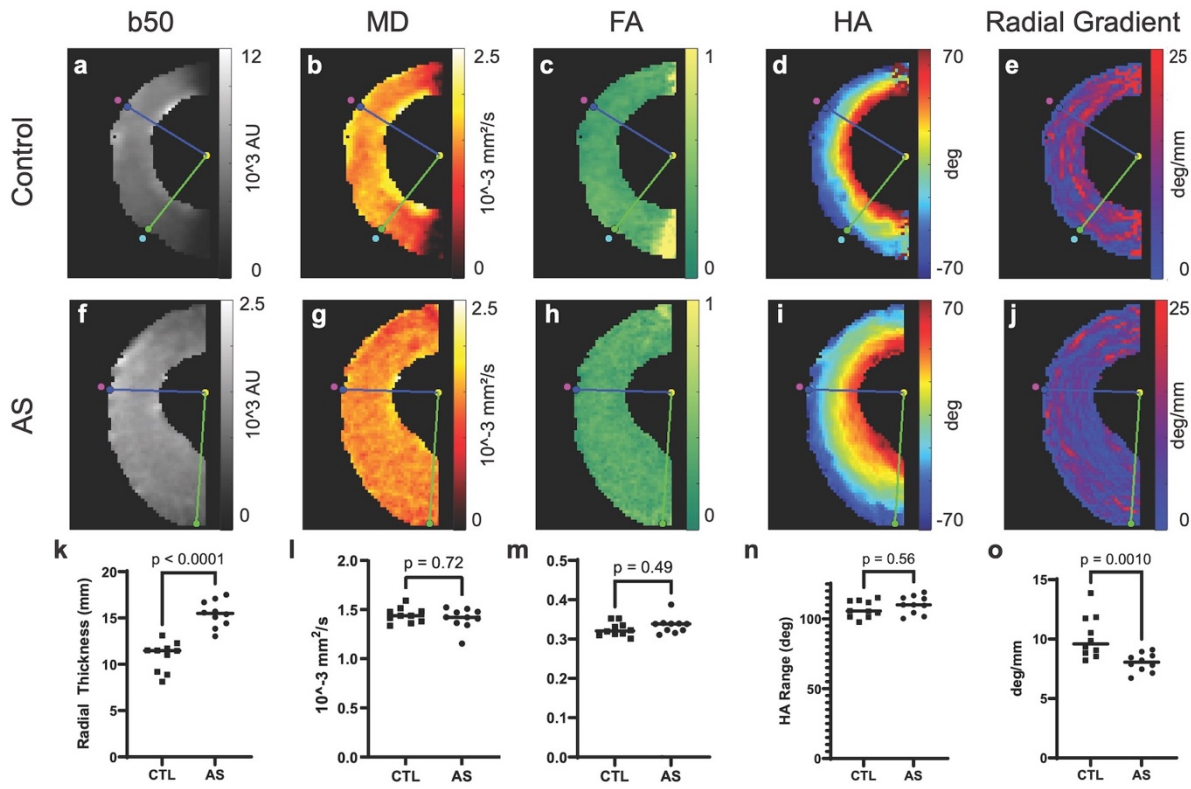 b50 MD FA HA Radial Gradient
Control
a b c d e
12 2.5 1 70 25
10^3 AU 10^-3 mm²/s deg deg/mm
0 0 0 -70 0
AS
f g h i j
2.5 2.5 1 70 25
10^3 AU 10^-3 mm²/s deg deg/mm
0 0 0 -70 0
k
p < 0.0001
Radial Thickness (mm)
20
15
10
5
0
CTL AS
l
p = 0.72
10^-3 mm²/s
2.0
1.5
1.0
0.5
0.0
CTL AS
m
p = 0.49
0.5
0.4
0.3
0.2
0.1
0.0
CTL AS
n
p = 0.56
HA Range (deg)
100
50
0
CTL AS
o
p = 0.0010
deg/mm
15
10
5
0
CTL AS